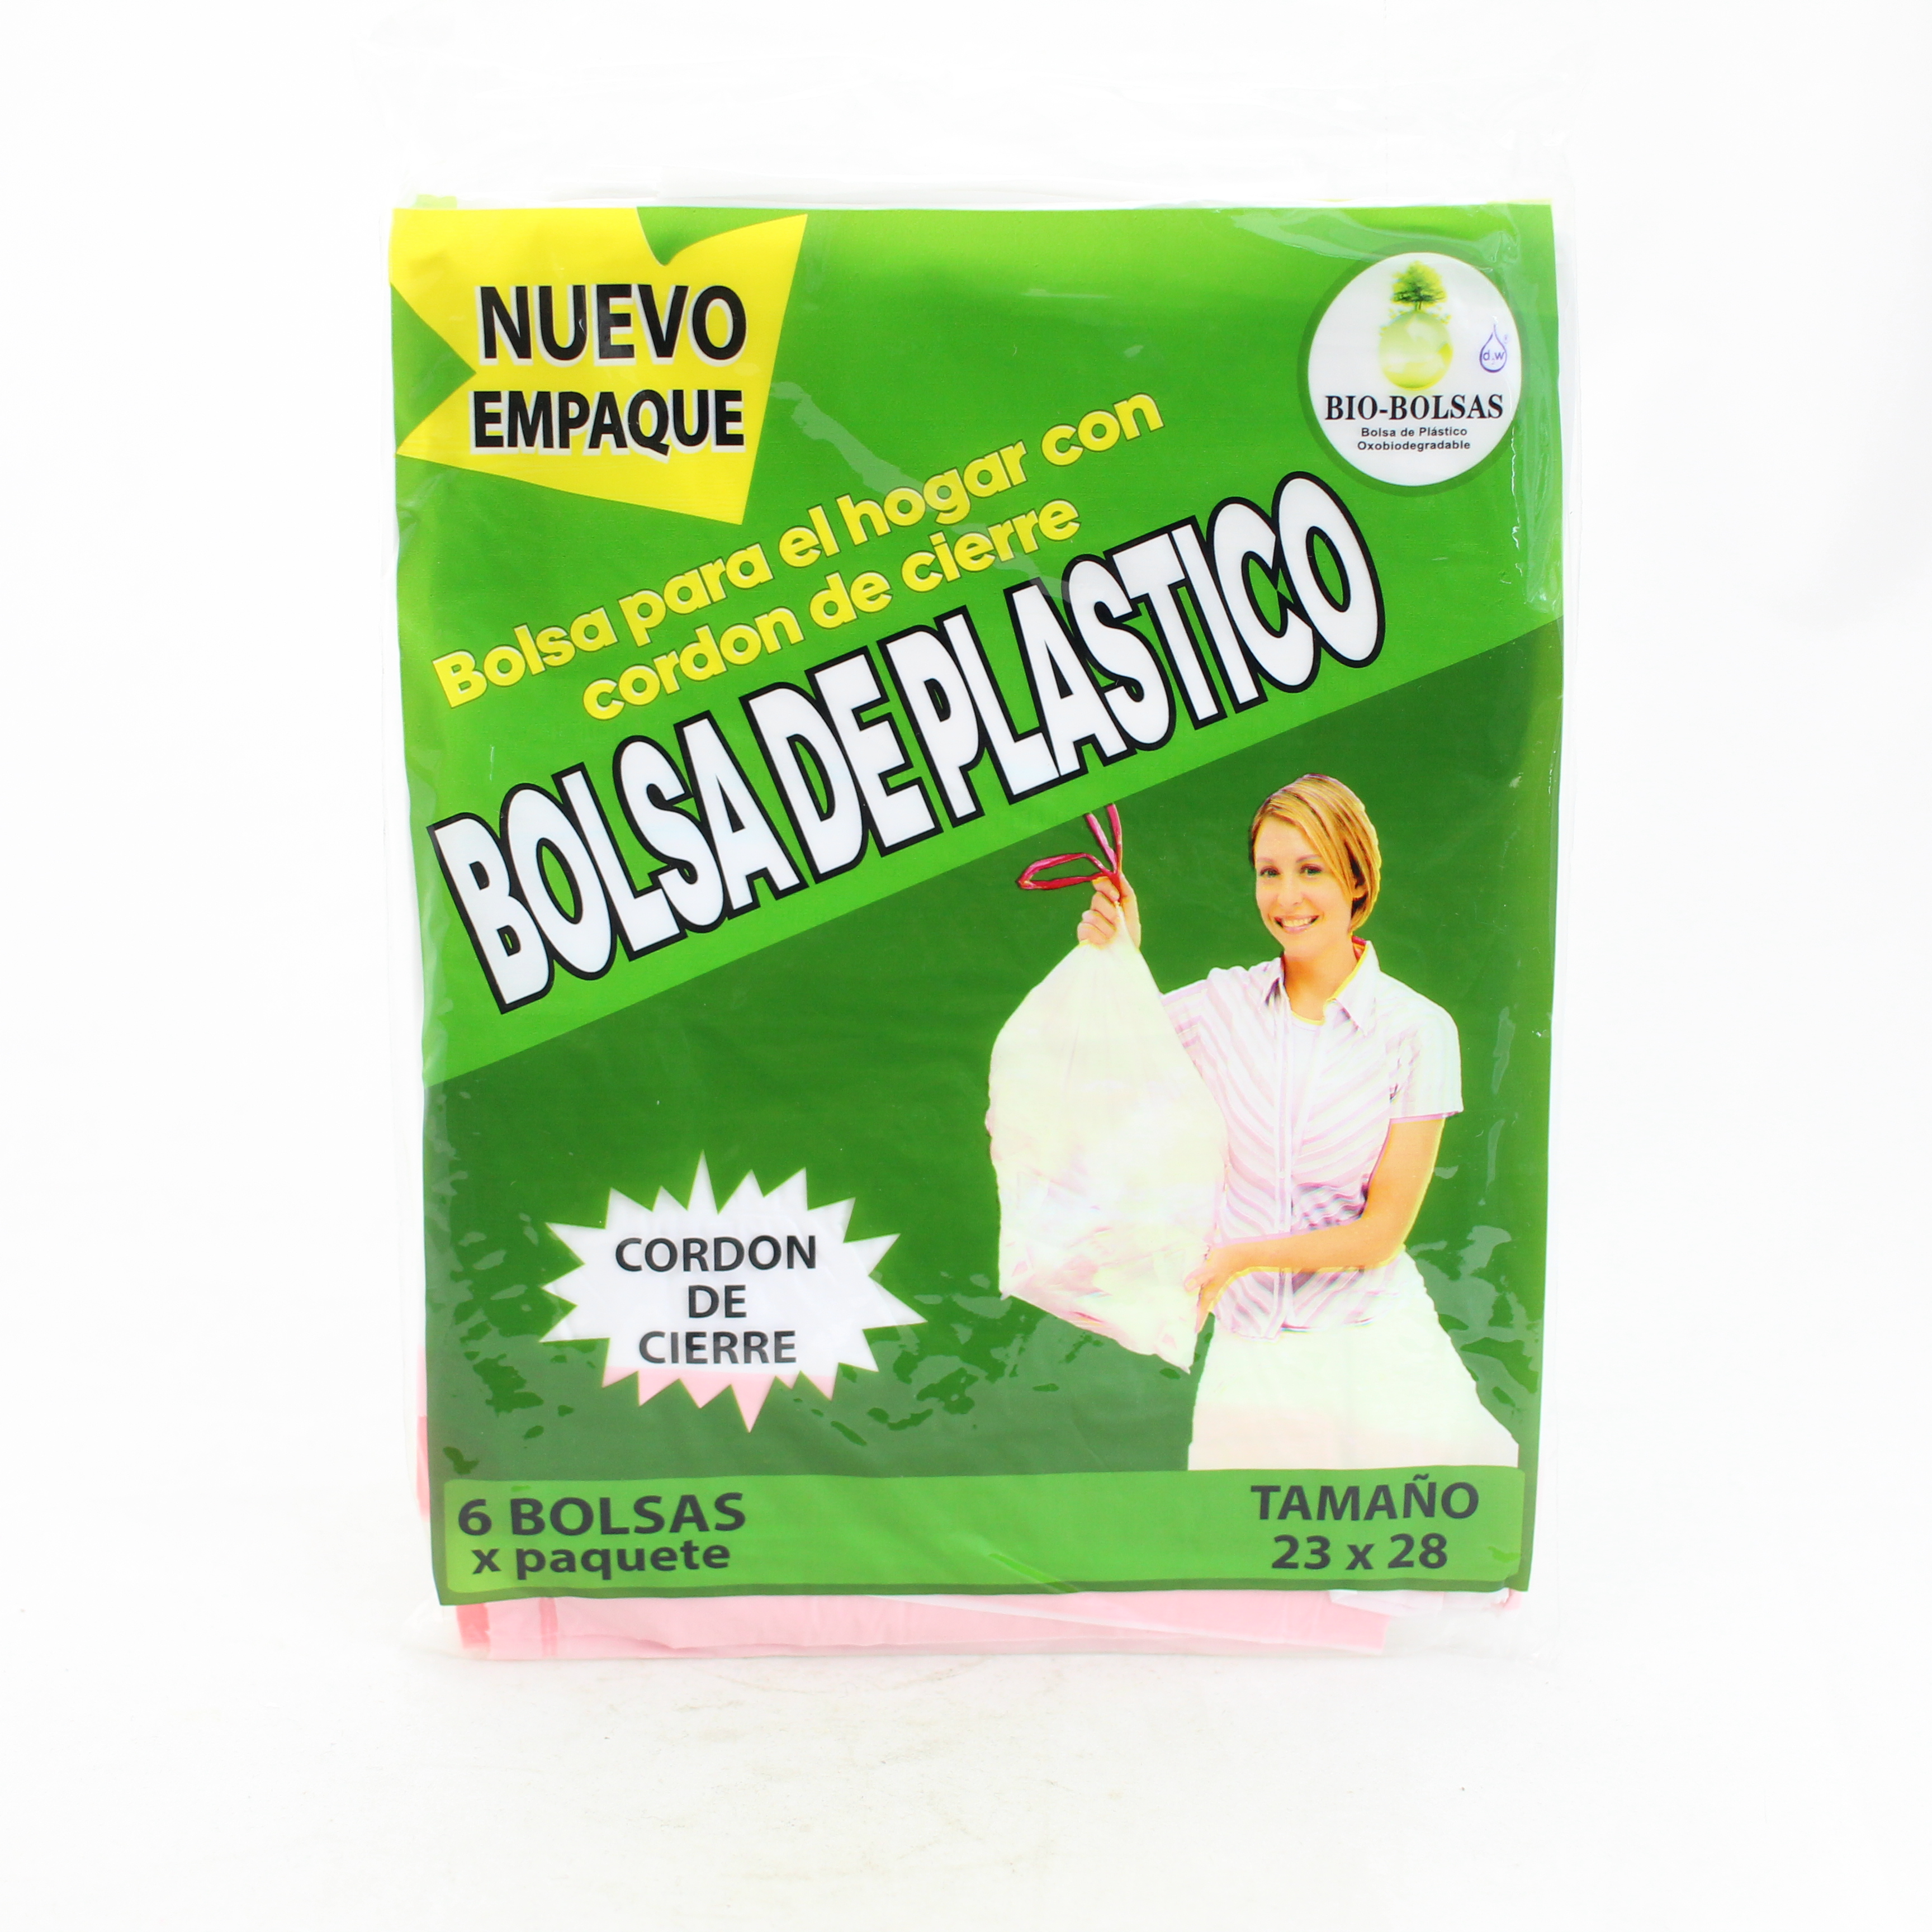 NUEVO
EMPAQUE
d.w
BIO-BOLSAS
Bolsa de Plástico
Oxobiodegradable
Bolsa para el hogar con
cordon de cierre
BOLSA DE PLASTICO
CORDON
DE
CIERRE
6 BOLSAS
x paquete
TAMAÑO
23 x 28